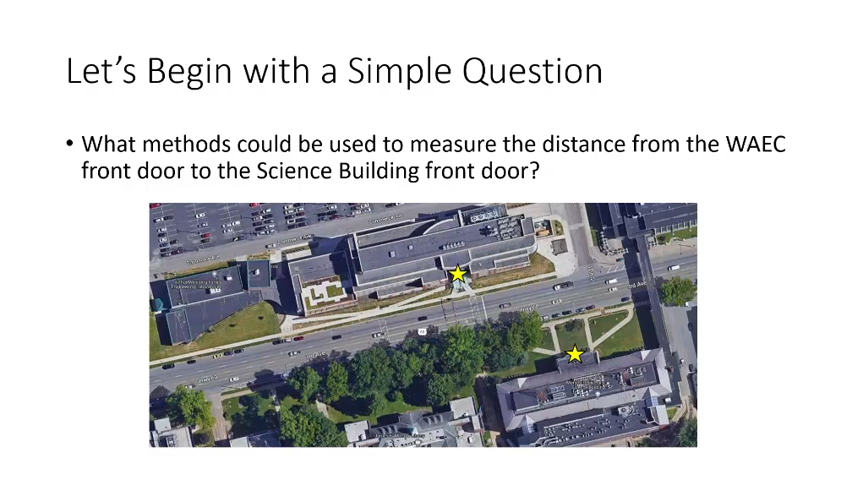 Let's Begin with a Simple Question
• What methods could be used to measure the distance from the WAEC
front door to the Science Building front door?